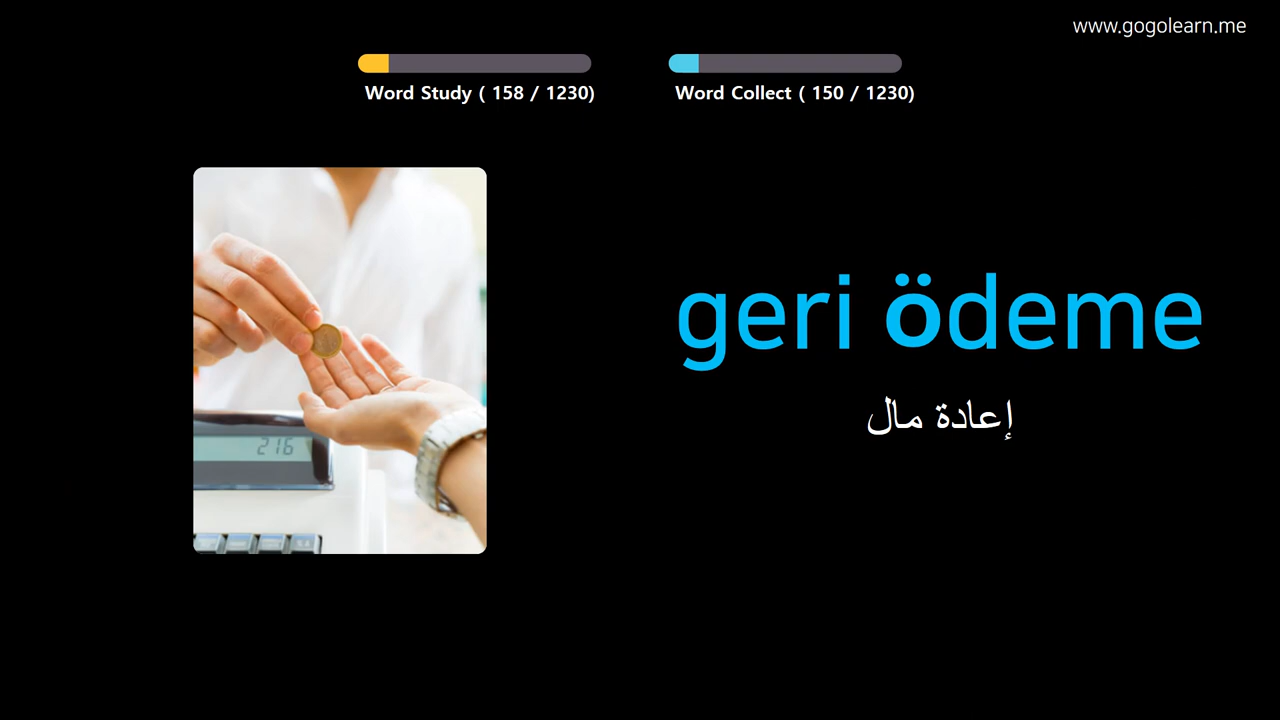 www.gogolearn.me
Word Study ( 158 / 1230)
Word Collect ( 150 / 1230)
216
geri ödeme
إعادة مال